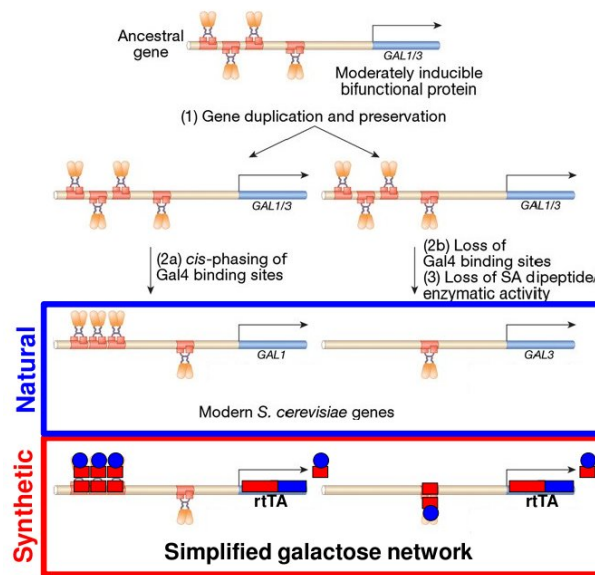 Ancestral
gene
GAL1/3
Moderately inducible
bifunctional protein
(1) Gene duplication and preservation
GAL1/3
GAL1/3
(2a) cis-phasing of
Gal4 binding sites
(2b) Loss of
Gal4 binding sites
(3) Loss of SA dipeptide/
enzymatic activity
Natural
GAL1
GAL3
Modern S. cerevisiae genes
Synthetic
rtTA
rtTA
Simplified galactose network